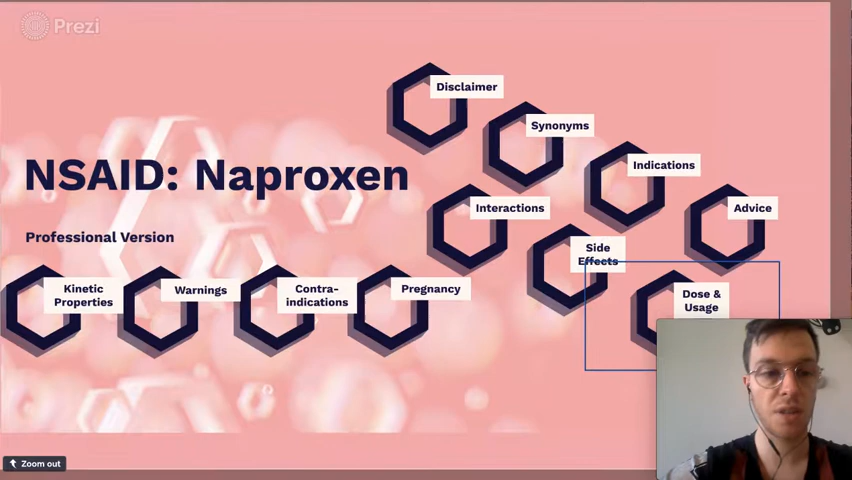 Prezi
Disclaimer
Synonyms
Indications
NSAID: Naproxen
Interactions
Advice
Professional Version
Side
Effects
Kinetic
Properties
Warnings
Contra-
indications
Pregnancy
Dose &
Usage
Zoom out